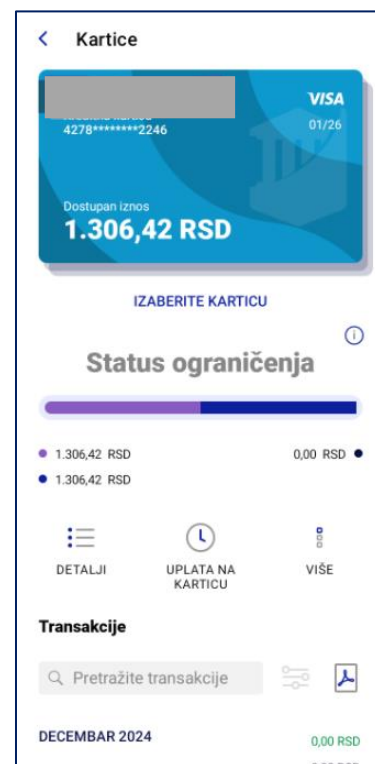 Kartice
VISA
4278********2246
01/26
Dostupan iznos
1.306,42 RSD
IZABERITE KARTICU
Status ograničenja
1.306,42 RSD
0,00 RSD
1.306,42 RSD
DETALJI
UPLATA NA
KARTICU
VIŠE
Transakcije
Pretražite transakcije
DECEMBAR 2024
0,00 RSD